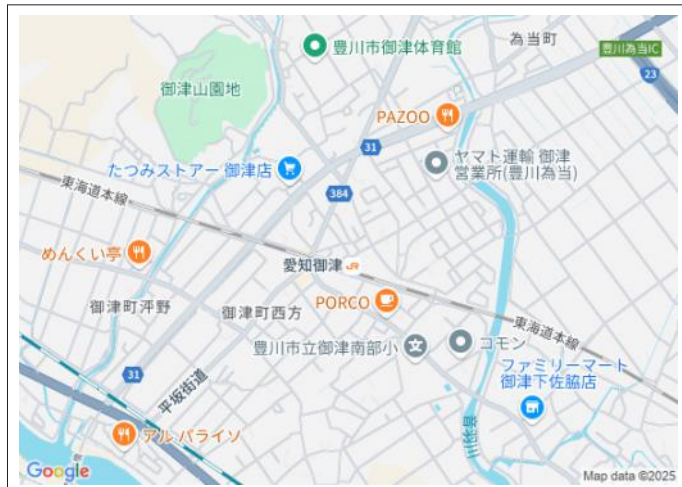 豊川市御津体育館
為当町
豊川為当IC
23
御津山園地
PAZOO
31
ヤマト運輸 御津
営業所(豊川為当)
たつみストアー 御津店
384
東海道本線
めんくい亭
愛知御津 JR
御津町泙野
御津町西方
PORCO
東海道本線
豊川市立御津南部小
文
コモン
ファミリーマート
御津下佐脇店
31
平坂街道
アル パライソ
音羽川
Google
Map data ©2025